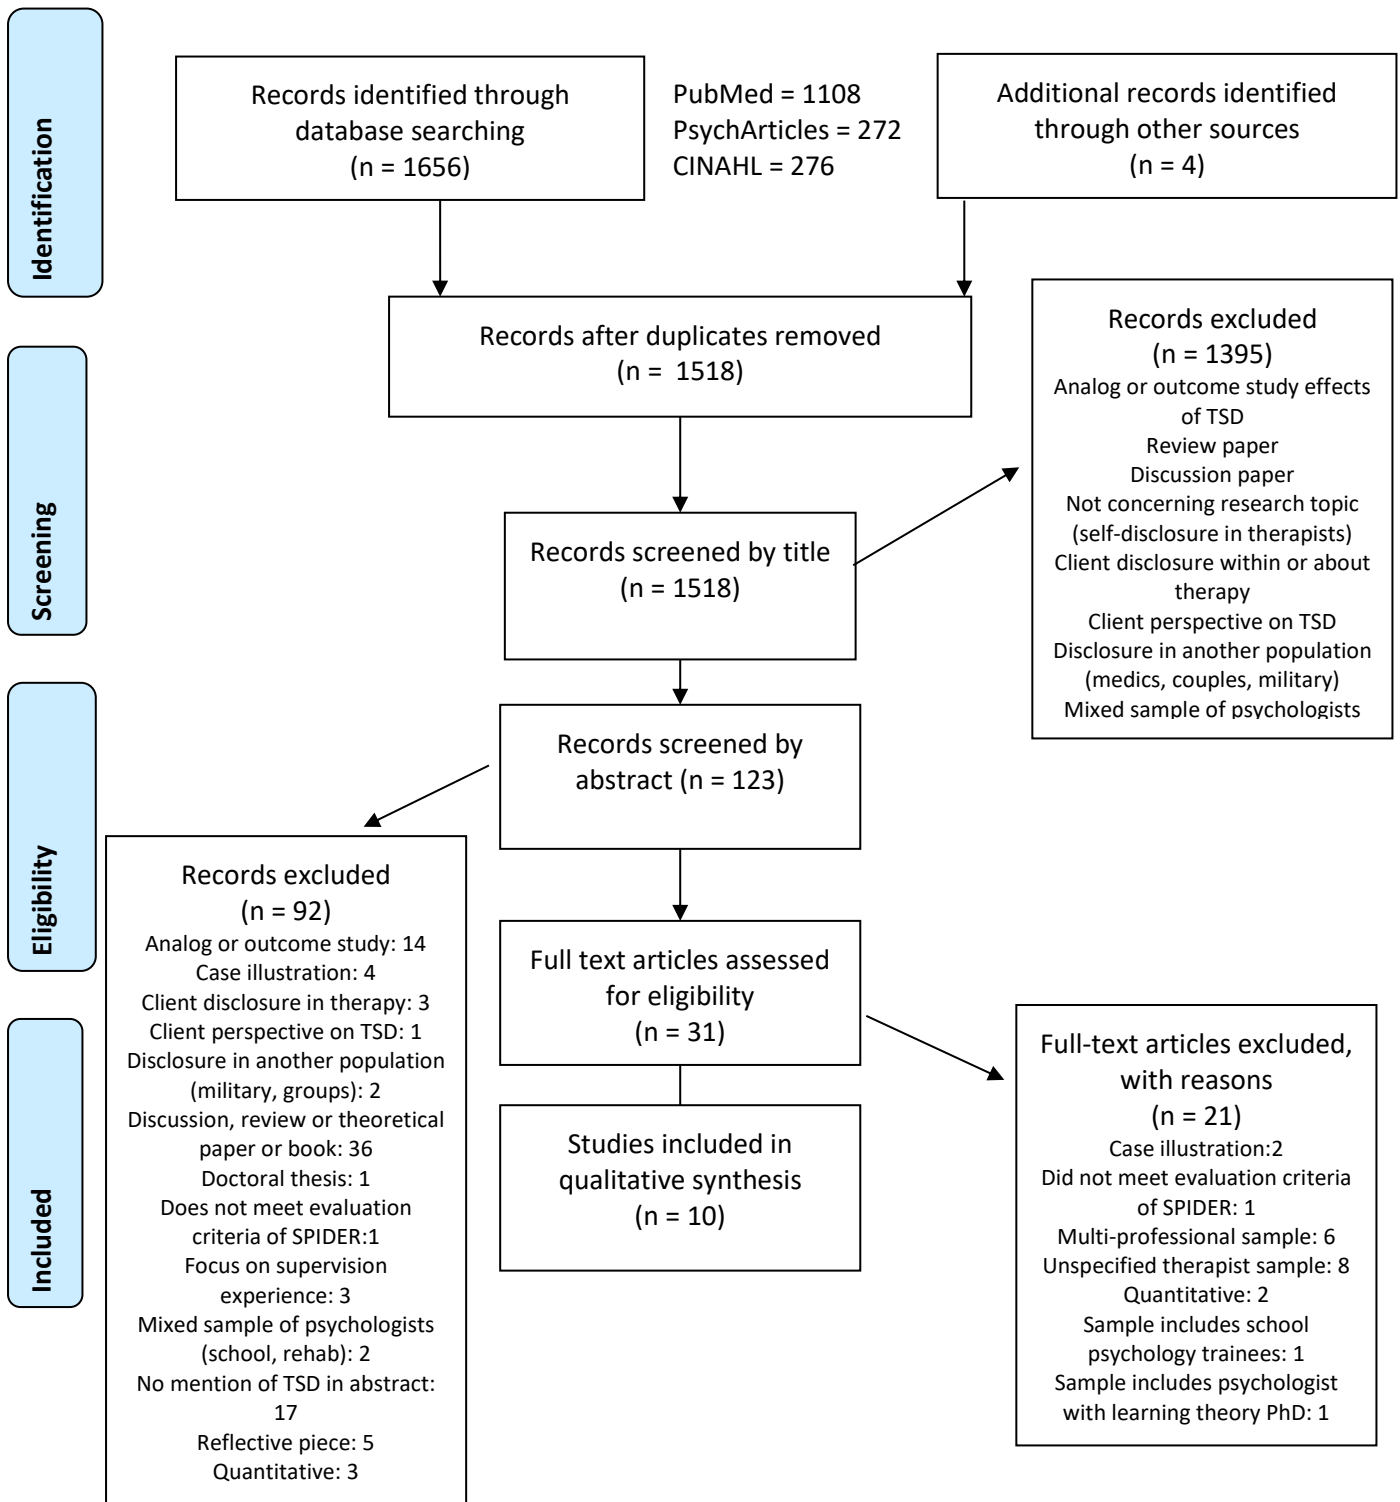 Identification
Records identified through
database searching
(n = 1656)
PubMed = 1108
PsychArticles = 272
CINAHL = 276
Additional records identified
through other sources
(n = 4)
Records after duplicates removed
(n =  1518)
Screening
Records screened by title
(n = 1518)
Records excluded
(n = 1395)
Analog or outcome study effects
of TSD
Review paper
Discussion paper
Not concerning research topic
(self-disclosure in therapists)
Client disclosure within or about
therapy
Client perspective on TSD
Disclosure in another population
(medics, couples, military)
Mixed sample of psychologists
Records screened by
abstract (n = 123)
Eligibility
Records excluded
(n = 92)
Analog or outcome study: 14
Case illustration: 4
Client disclosure in therapy: 3
Client perspective on TSD: 1
Disclosure in another population
(military, groups): 2
Discussion, review or theoretical
paper or book: 36
Doctoral thesis: 1
Does not meet evaluation
criteria of SPIDER:1
Focus on supervision
experience: 3
Mixed sample of psychologists
(school, rehab): 2
No mention of TSD in abstract:
17
Reflective piece: 5
Quantitative: 3
Full text articles assessed
for eligibility
(n = 31)
Full-text articles excluded,
with reasons
(n = 21)
Case illustration:2
Did not meet evaluation criteria
of SPIDER: 1
Multi-professional sample: 6
Unspecified therapist sample: 8
Quantitative: 2
Sample includes school
psychology trainees: 1
Sample includes psychologist
with learning theory PhD: 1
Included
Studies included in
qualitative synthesis
(n = 10)